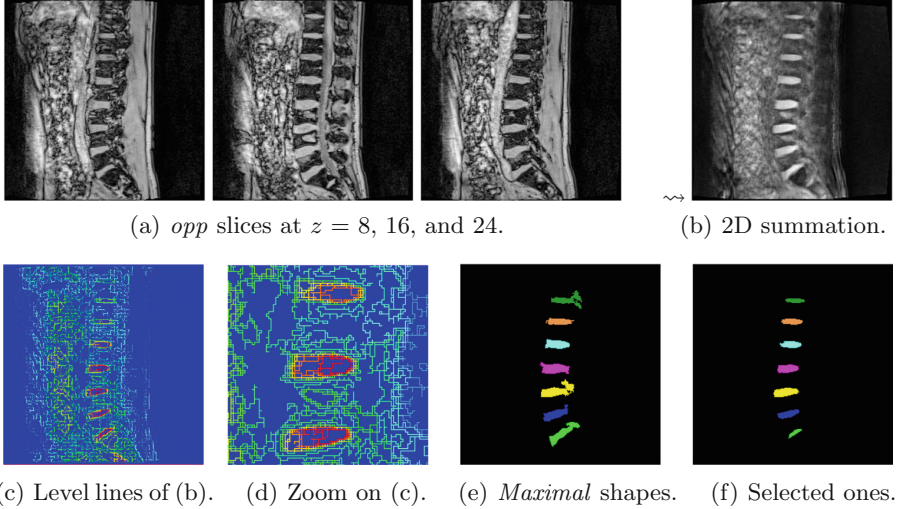 (a) opp slices at z = 8, 16, and 24.
⇝ (b) 2D summation.
(c) Level lines of (b). (d) Zoom on (c). (e) Maximal shapes. (f) Selected ones.